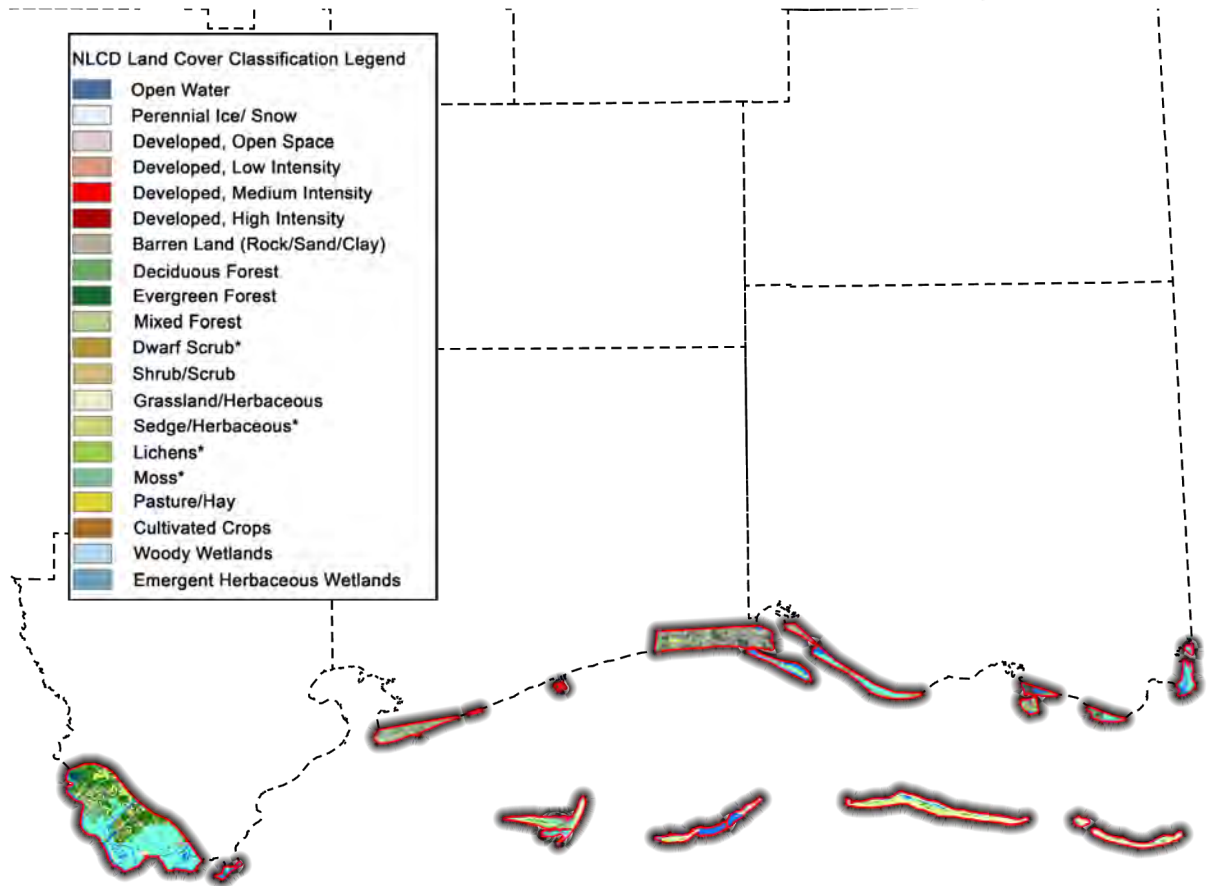 NLCD Land Cover Classification Legend
Open Water
Perennial Ice/ Snow
Developed, Open Space
Developed, Low Intensity
Developed, Medium Intensity
Developed, High Intensity
Barren Land (Rock/Sand/Clay)
Deciduous Forest
Evergreen Forest
Mixed Forest
Dwarf Scrub*
Shrub/Scrub
Grassland/Herbaceous
Sedge/Herbaceous*
Lichens*
Moss*
Pasture/Hay
Cultivated Crops
Woody Wetlands
Emergent Herbaceous Wetlands